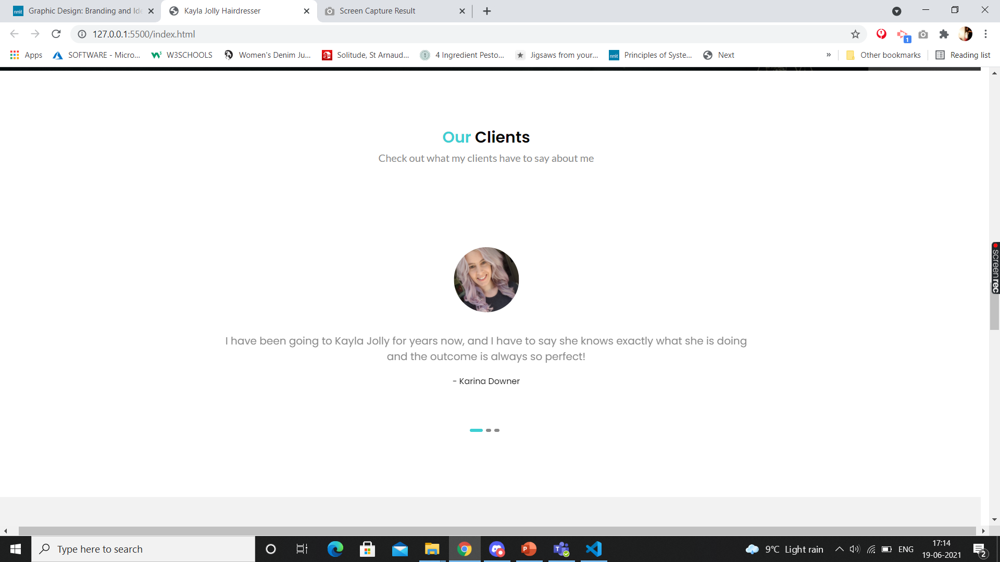 nmit Graphic Design: Branding and Ide
Kayla Jolly Hairdresser
Screen Capture Result
127.0.0.1:5500/index.html
1
Apps
SOFTWARE - Micro...
W3SCHOOLS
Women's Denim Ju...
Solitude, St Arnaud...
4 Ingredient Pesto...
Jigsaws from your...
nmit Principles of Syste...
Next
»
Other bookmarks
Reading list
Our Clients
Check out what my clients have to say about me
screenrec
I have been going to Kayla Jolly for years now, and I have to say she knows exactly what she is doing
and the outcome is always so perfect!
- Karina Downer
Type here to search
9°C Light rain
ENG
17:14
19-06-2021
2